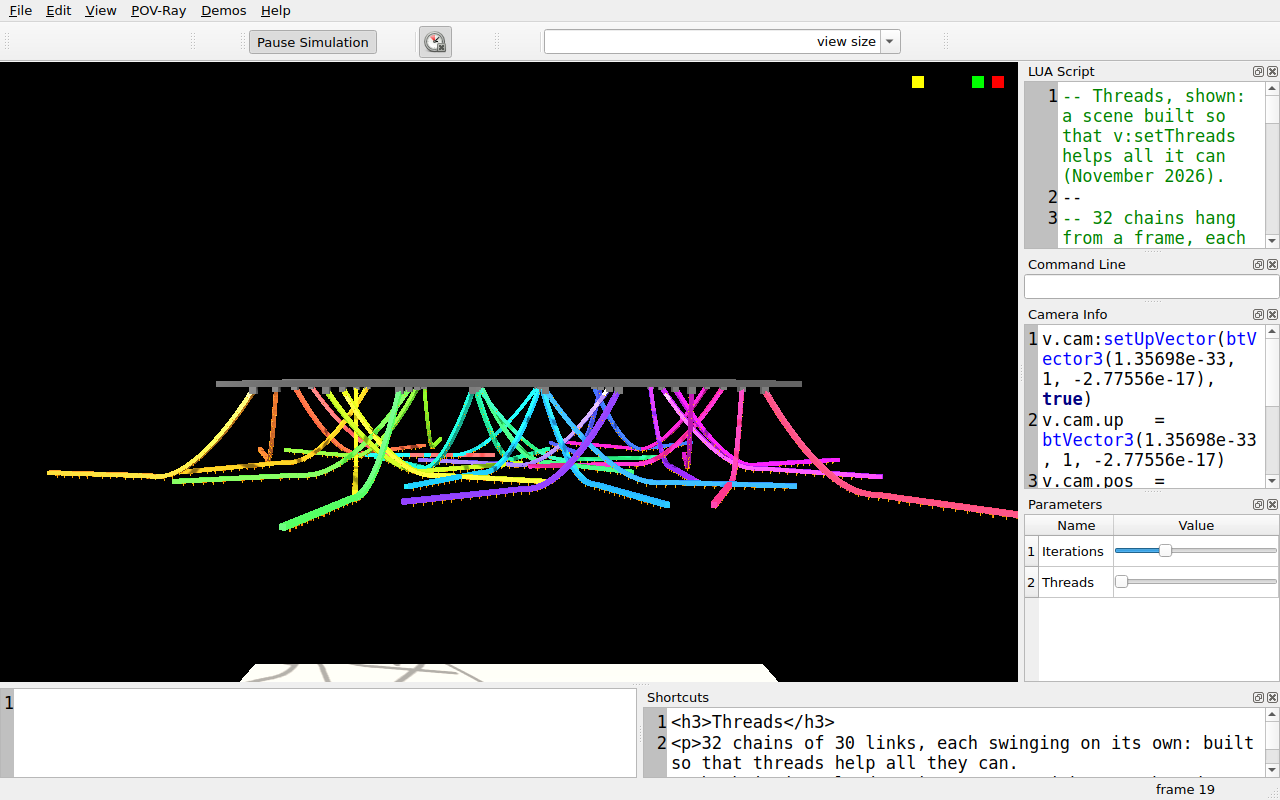 File Edit View POV-Ray Demos Help
Pause Simulation
view size
LUA Script
1 -- Threads, shown:
a scene built so
that v:setThreads
helps all it can
(November 2026).
2 --
3 -- 32 chains hang
from a frame, each
Command Line
Camera Info
1 v.cam:setUpVector(btV
ector3(1.35698e-33,
1, -2.77556e-17),
true)
2 v.cam.up   =
btVector3(1.35698e-33
, 1, -2.77556e-17)
3 v.cam.pos  =
Parameters
Name Value
1 Iterations
2 Threads
1
Shortcuts
1 <h3>Threads</h3>
2 <p>32 chains of 30 links, each swinging on its own: built
so that threads help all they can.
frame 19